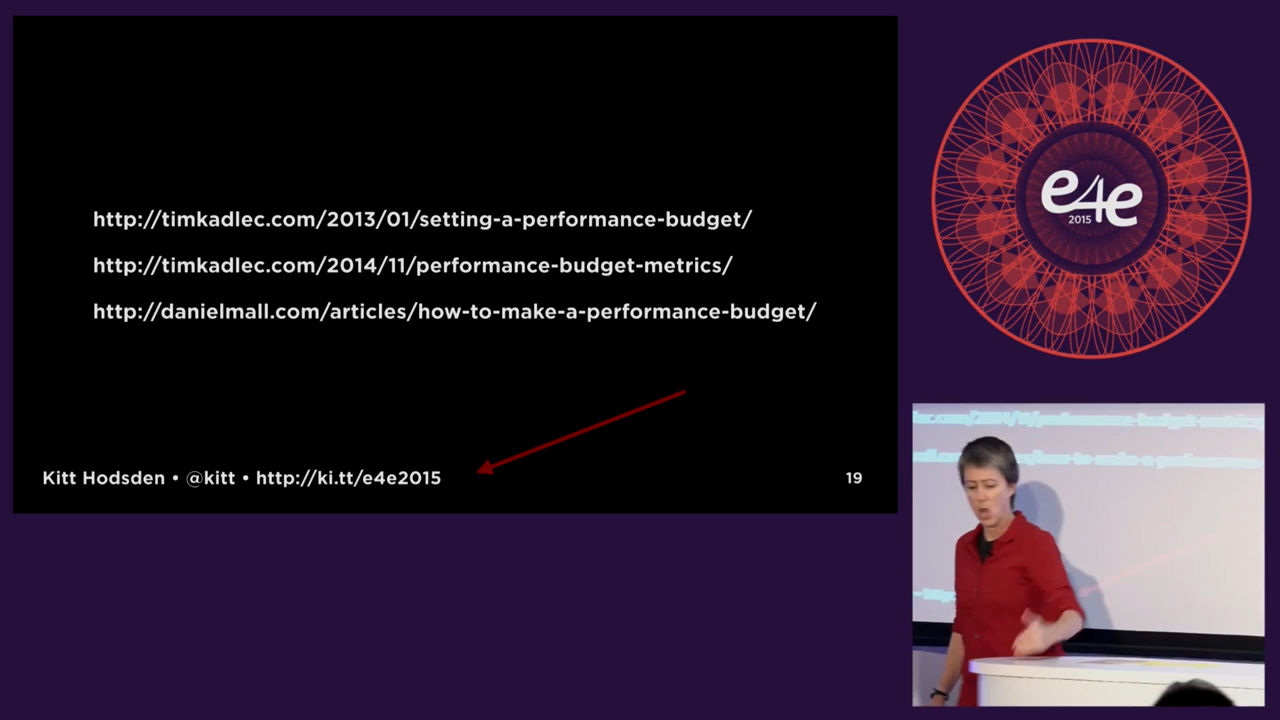 http://timkadlec.com/2013/01/setting-a-performance-budget/
http://timkadlec.com/2014/11/performance-budget-metrics/
http://danielmall.com/articles/how-to-make-a-performance-budget/
Kitt Hodsden • @kitt • http://ki.tt/e4e2015
19
e4e
2015